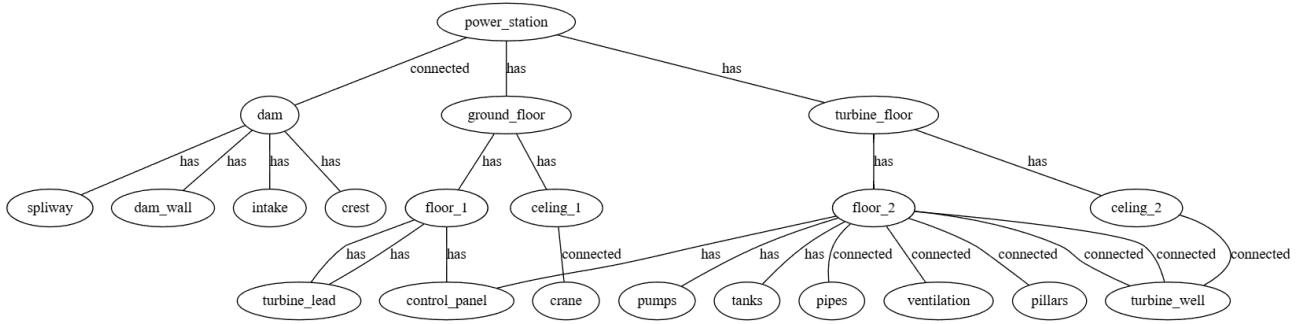 power_station
connected
has
has
dam
ground_floor
turbine_floor
has
has
has
has
has
has
has
has
spliway
dam_wall
intake
crest
floor_1
celing_1
floor_2
celing_2
has
has
has
connected
has
has
has
has
connected
connected
connected
connected
connected
connected
turbine_lead
control_panel
crane
pumps
tanks
pipes
ventilation
pillars
turbine_well